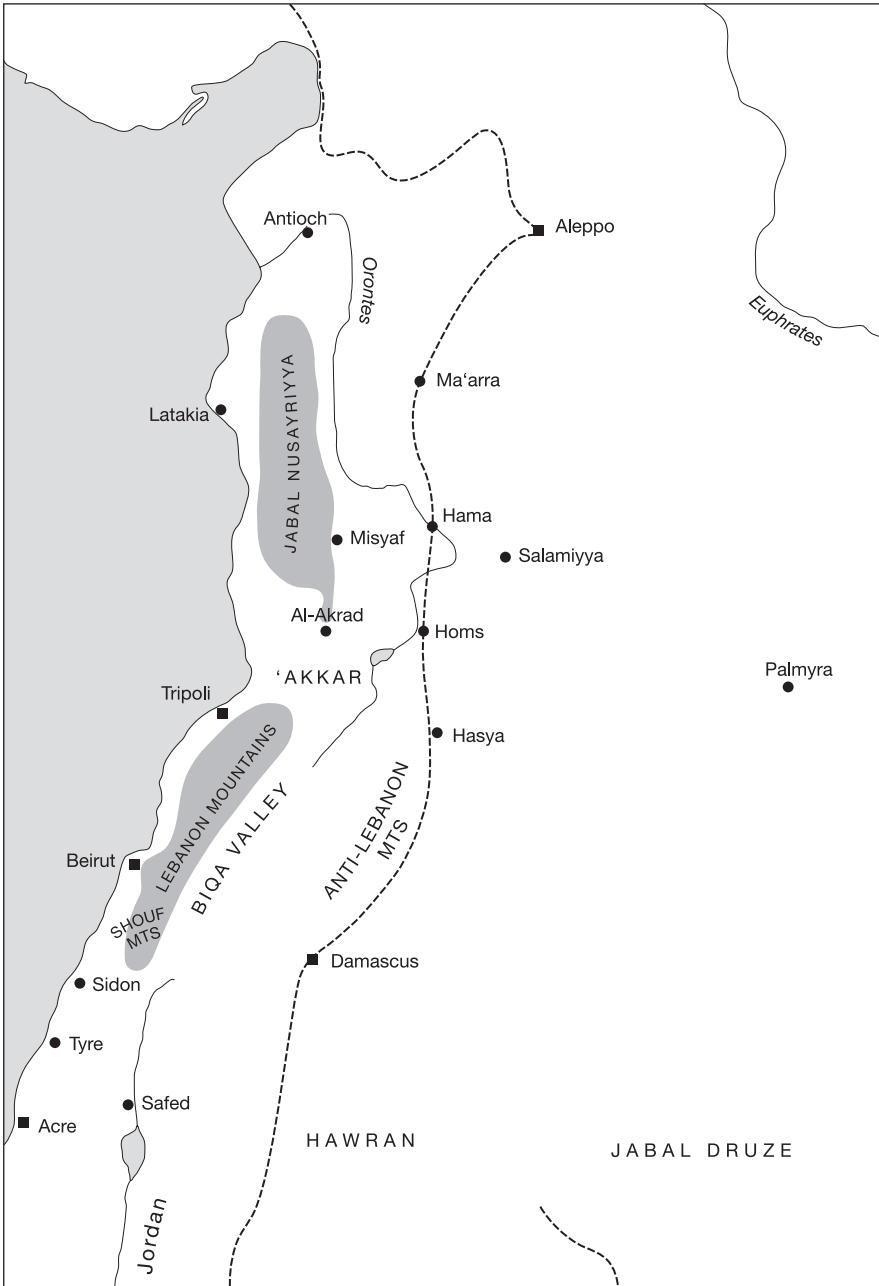 Antioch
Aleppo
Orontes
Euphrates
Ma‘arra
JABAL NUSAYRIYYA
Latakia
Hama
Misyaf
Salamiyya
Al-Akrad
Homs
‘AKKAR
Palmyra
Tripoli
Hasya
LEBANON MOUNTAINS
BIQA VALLEY
ANTI-LEBANON
MTS
Beirut
SHOUF
MTS
Damascus
Sidon
Tyre
Safed
Acre
HAWRAN
JABAL DRUZE
Jordan